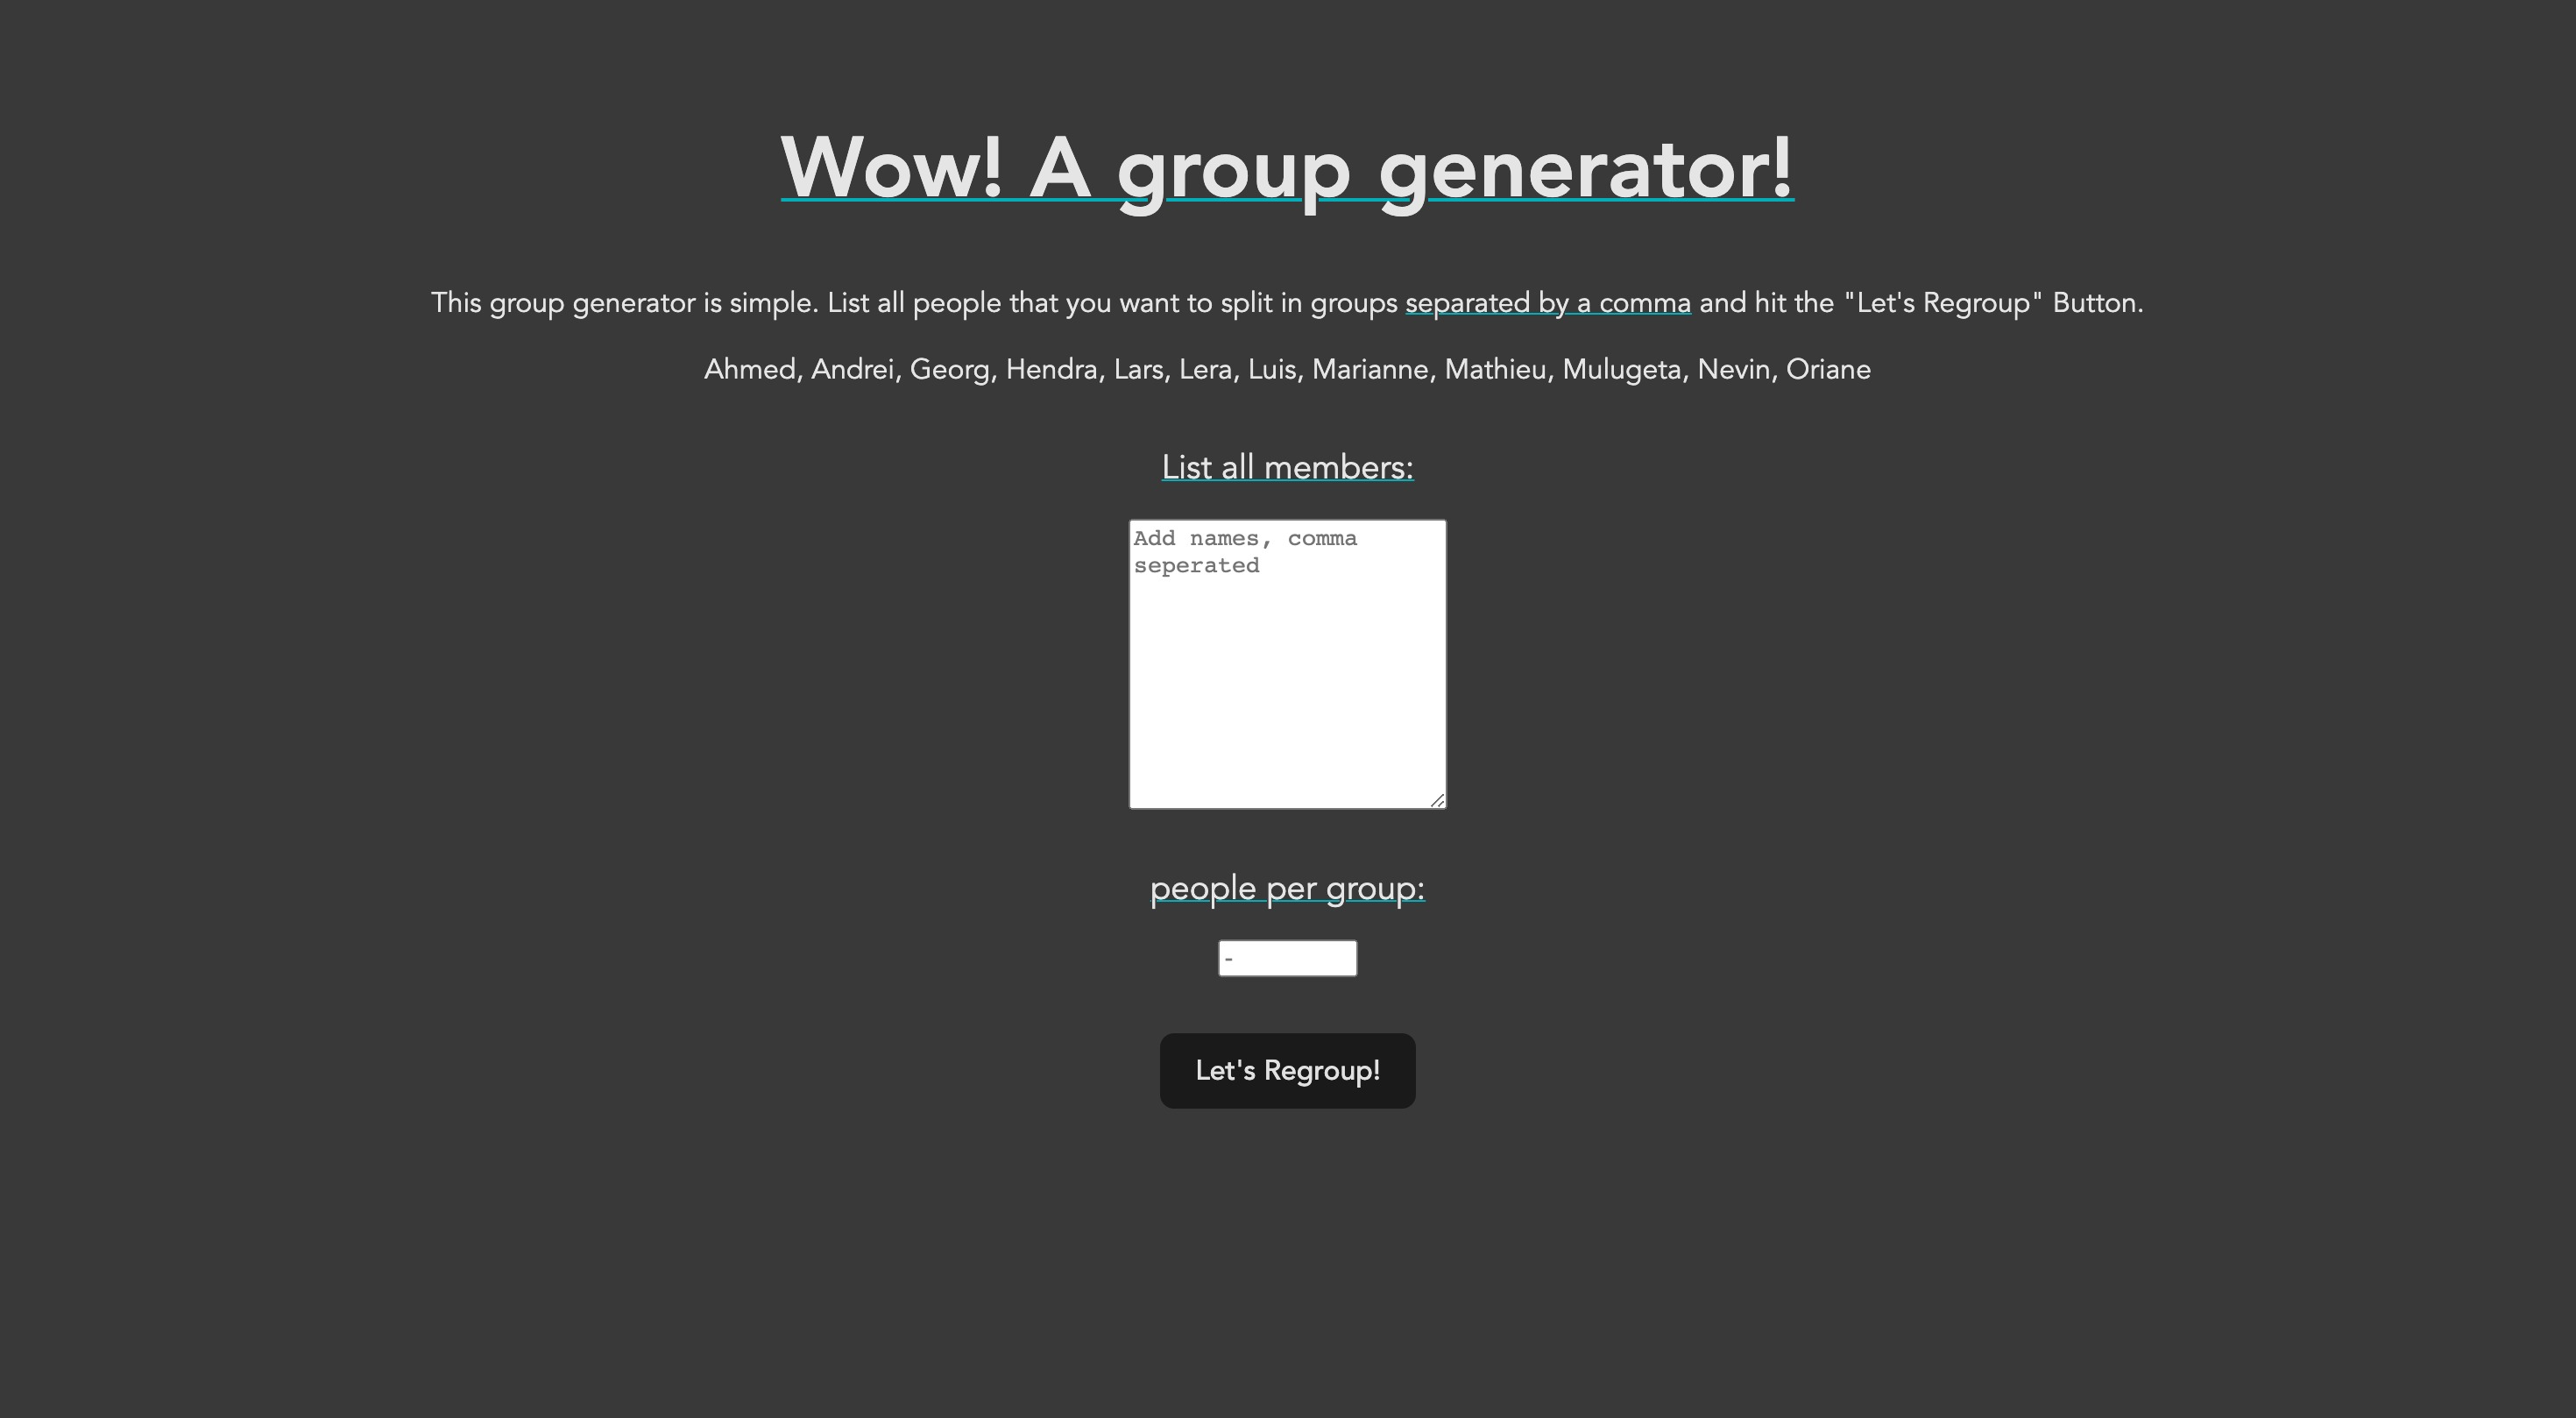 Wow! A group generator!
This group generator is simple. List all people that you want to split in groups separated by a comma and hit the "Let's Regroup" Button.
Ahmed, Andrei, Georg, Hendra, Lars, Lera, Luis, Marianne, Mathieu, Mulugeta, Nevin, Oriane
List all members:
Add names, comma
seperated
people per group:
-
Let's Regroup!